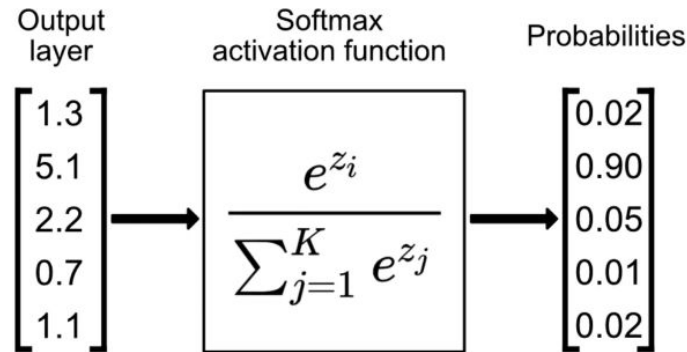 Output
layer
Softmax
activation function
Probabilities
1.3
5.1
2.2
0.7
1.1
e^{z_i}
\sum_{j=1}^{K} e^{z_j}
0.02
0.90
0.05
0.01
0.02